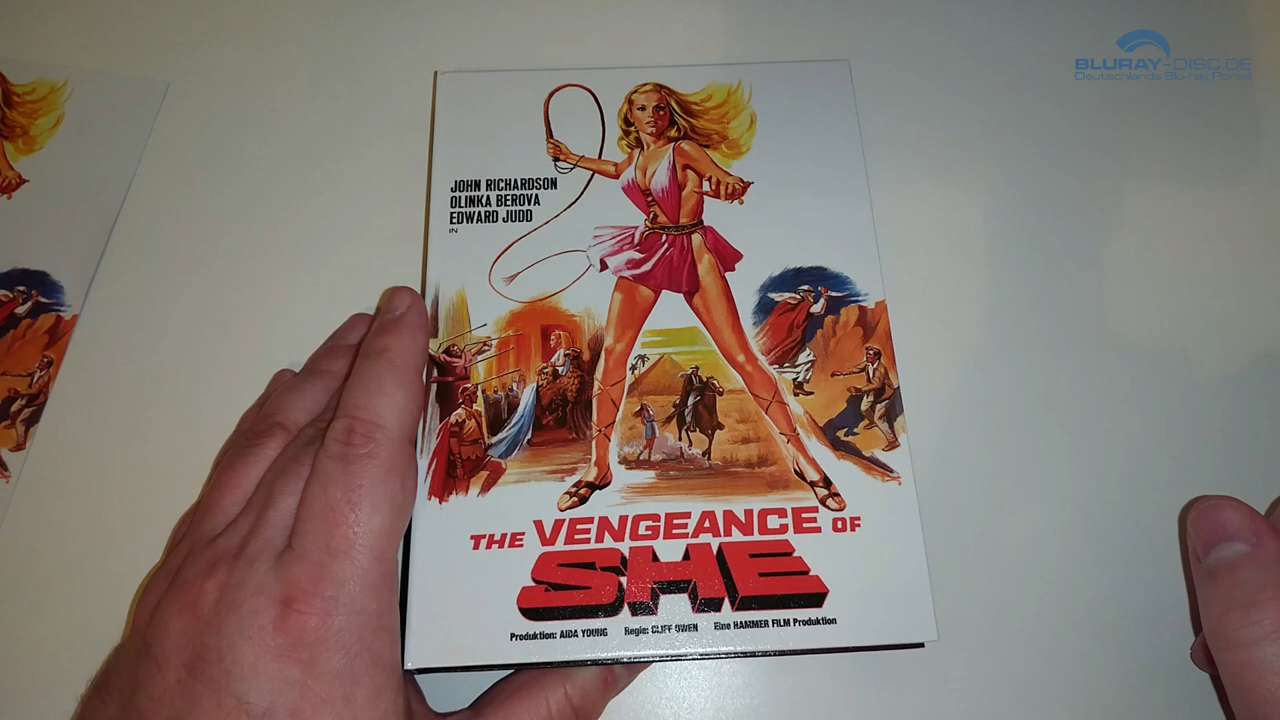 BLURAY-DISC.DE
Deutschlands Blu-ray Portal
JOHN RICHARDSON
OLINKA BEROVA
EDWARD JUDD
IN
THE VENGEANCE OF
SHE
Produktion: AIDA YOUNG Regie: CLIFF OWEN Eine HAMMER FILM Produktion